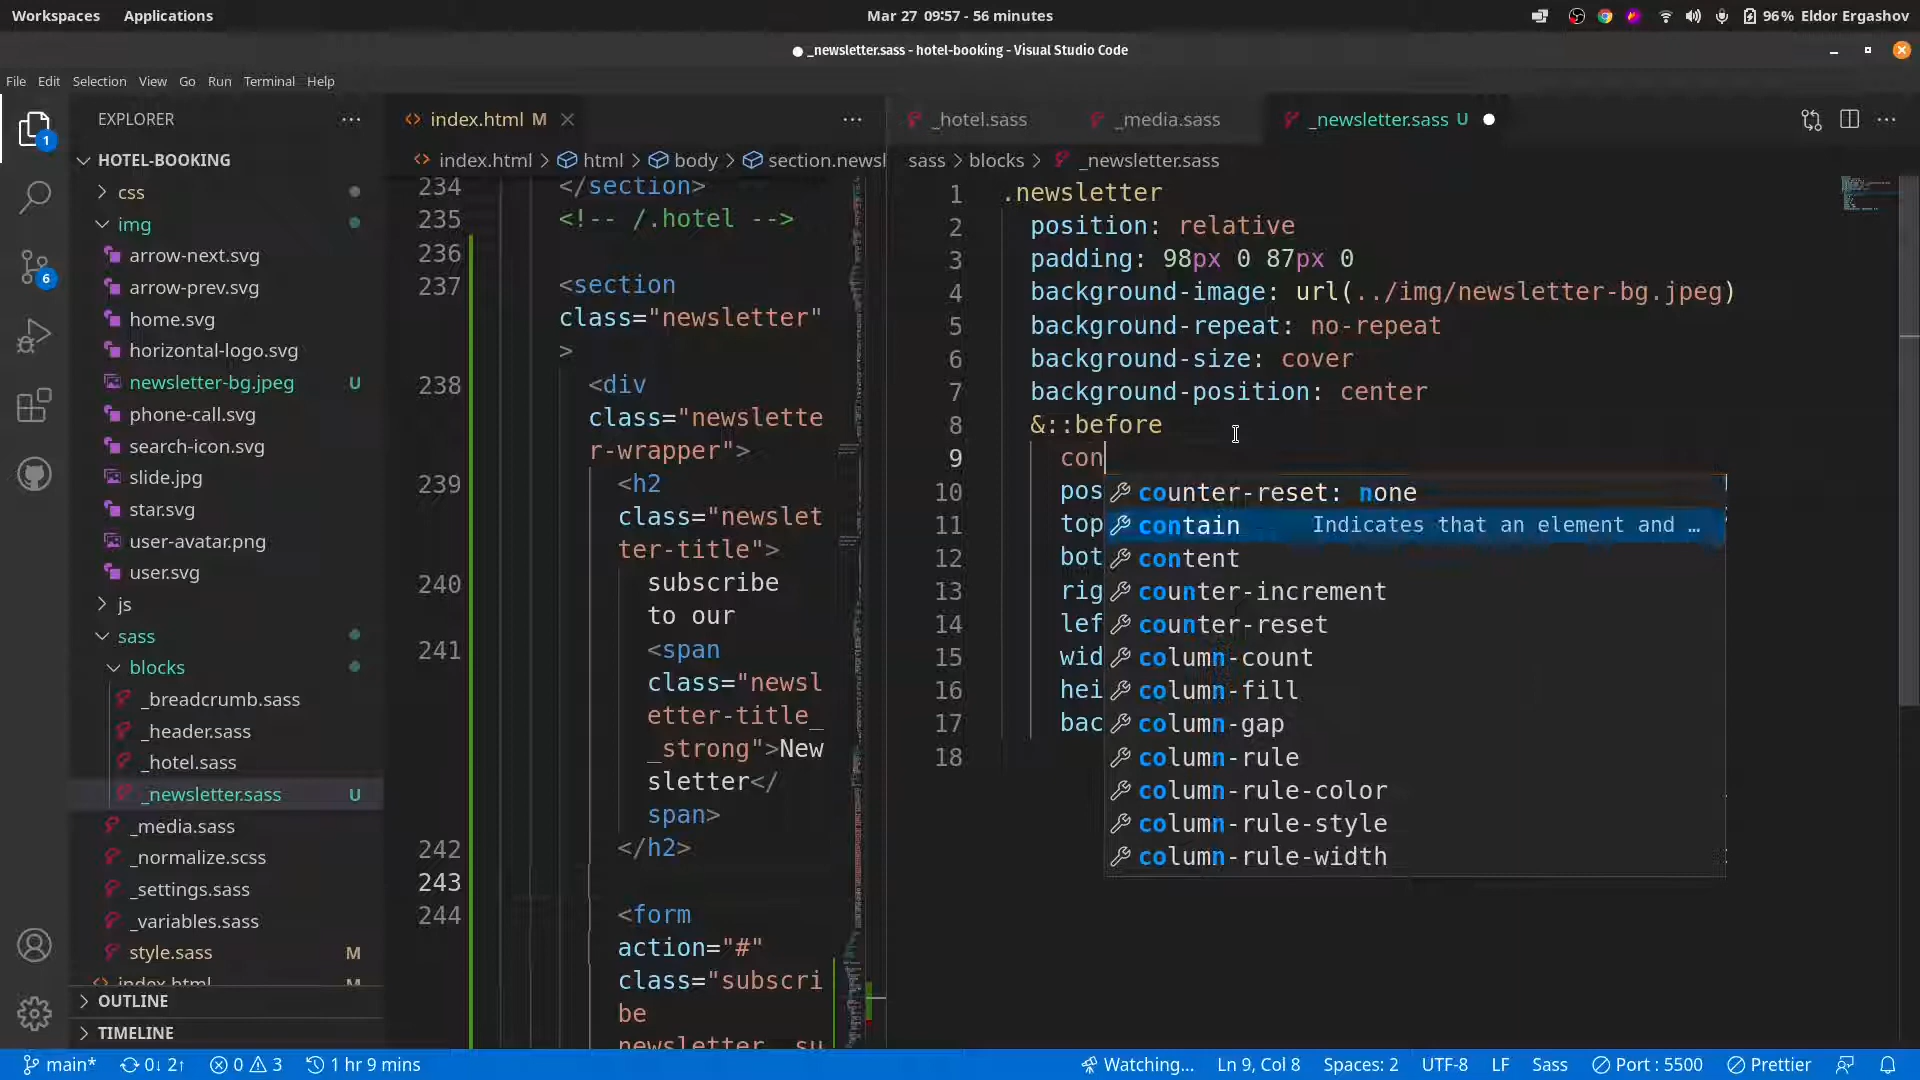 Workspaces Applications Mar 27 09:57 - 56 minutes 96% Eldor Ergashov
_newsletter.sass - hotel-booking - Visual Studio Code
File Edit Selection View Go Run Terminal Help
EXPLORER
1
HOTEL-BOOKING
css
img
arrow-next.svg
arrow-prev.svg
6
home.svg
horizontal-logo.svg
newsletter-bg.jpeg U
phone-call.svg
search-icon.svg
slide.jpg
star.svg
user-avatar.png
user.svg
js
sass
blocks
_breadcrumb.sass
_header.sass
_hotel.sass
_newsletter.sass U
_media.sass
_normalize.scss
_settings.sass
_variables.sass
style.sass M
index.html M
OUTLINE
TIMELINE
index.html M
index.html > html > body > section.newsl
234 </section>
235 <!-- /.hotel -->
236
237 <section
class="newsletter"
>
238 <div
class="newslette
r-wrapper">
239 <h2
class="newslet
ter-title">
240 subscribe
to our
241 <span
class="newsl
etter-title_
_strong">New
sletter</
span>
242 </h2>
243
244 <form
action="#"
class="subscri
be
newsletter__su
_hotel.sass _media.sass _newsletter.sass U
sass > blocks > _newsletter.sass
1 .newsletter
2 position: relative
3 padding: 98px 0 87px 0
4 background-image: url(../img/newsletter-bg.jpeg)
5 background-repeat: no-repeat
6 background-size: cover
7 background-position: center
8 &::before
9 con
10 pos
11 top
12 bot
13 rig
14 lef
15 wid
16 hei
17 bac
18
counter-reset: none
contain Indicates that an element and …
content
counter-increment
counter-reset
column-count
column-fill
column-gap
column-rule
column-rule-color
column-rule-style
column-rule-width
main* 0↓ 2↑ 0 3 1 hr 9 mins Watching... Ln 9, Col 8 Spaces: 2 UTF-8 LF Sass Port : 5500 Prettier